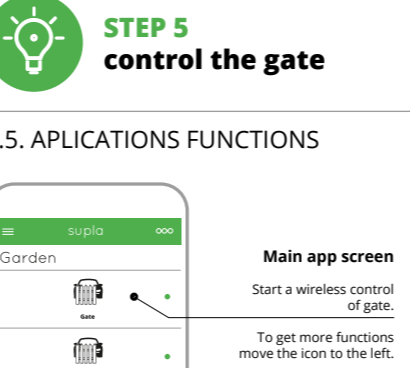 STEP 5
control the gate
.5. APLICATIONS FUNCTIONS
supla
Garden
Gate
Main app screen
Start a wireless control
of gate.
To get more functions
move the icon to the left.